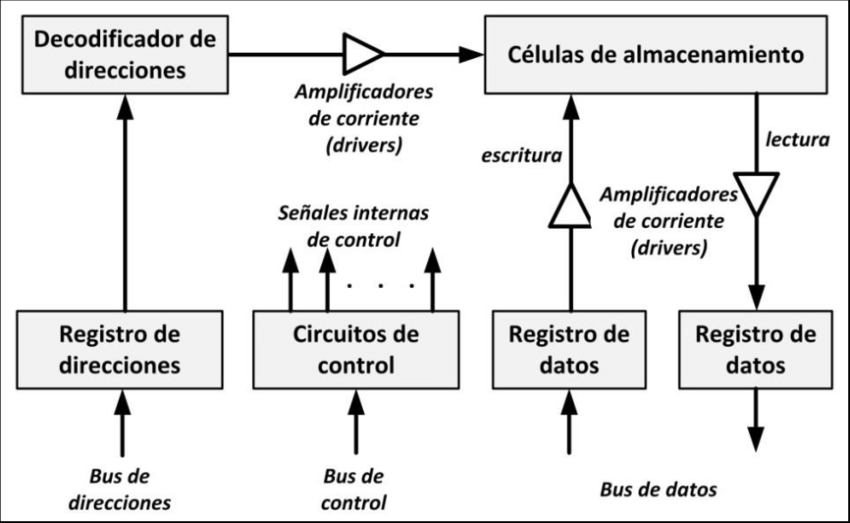 Decodificador de
direcciones
Células de almacenamiento
Amplificadores
de corriente
(drivers)
escritura
lectura
Amplificadores
de corriente
(drivers)
Señales internas
de control
. . .
Registro de
direcciones
Circuitos de
control
Registro de
datos
Registro de
datos
Bus de
direcciones
Bus de
control
Bus de datos